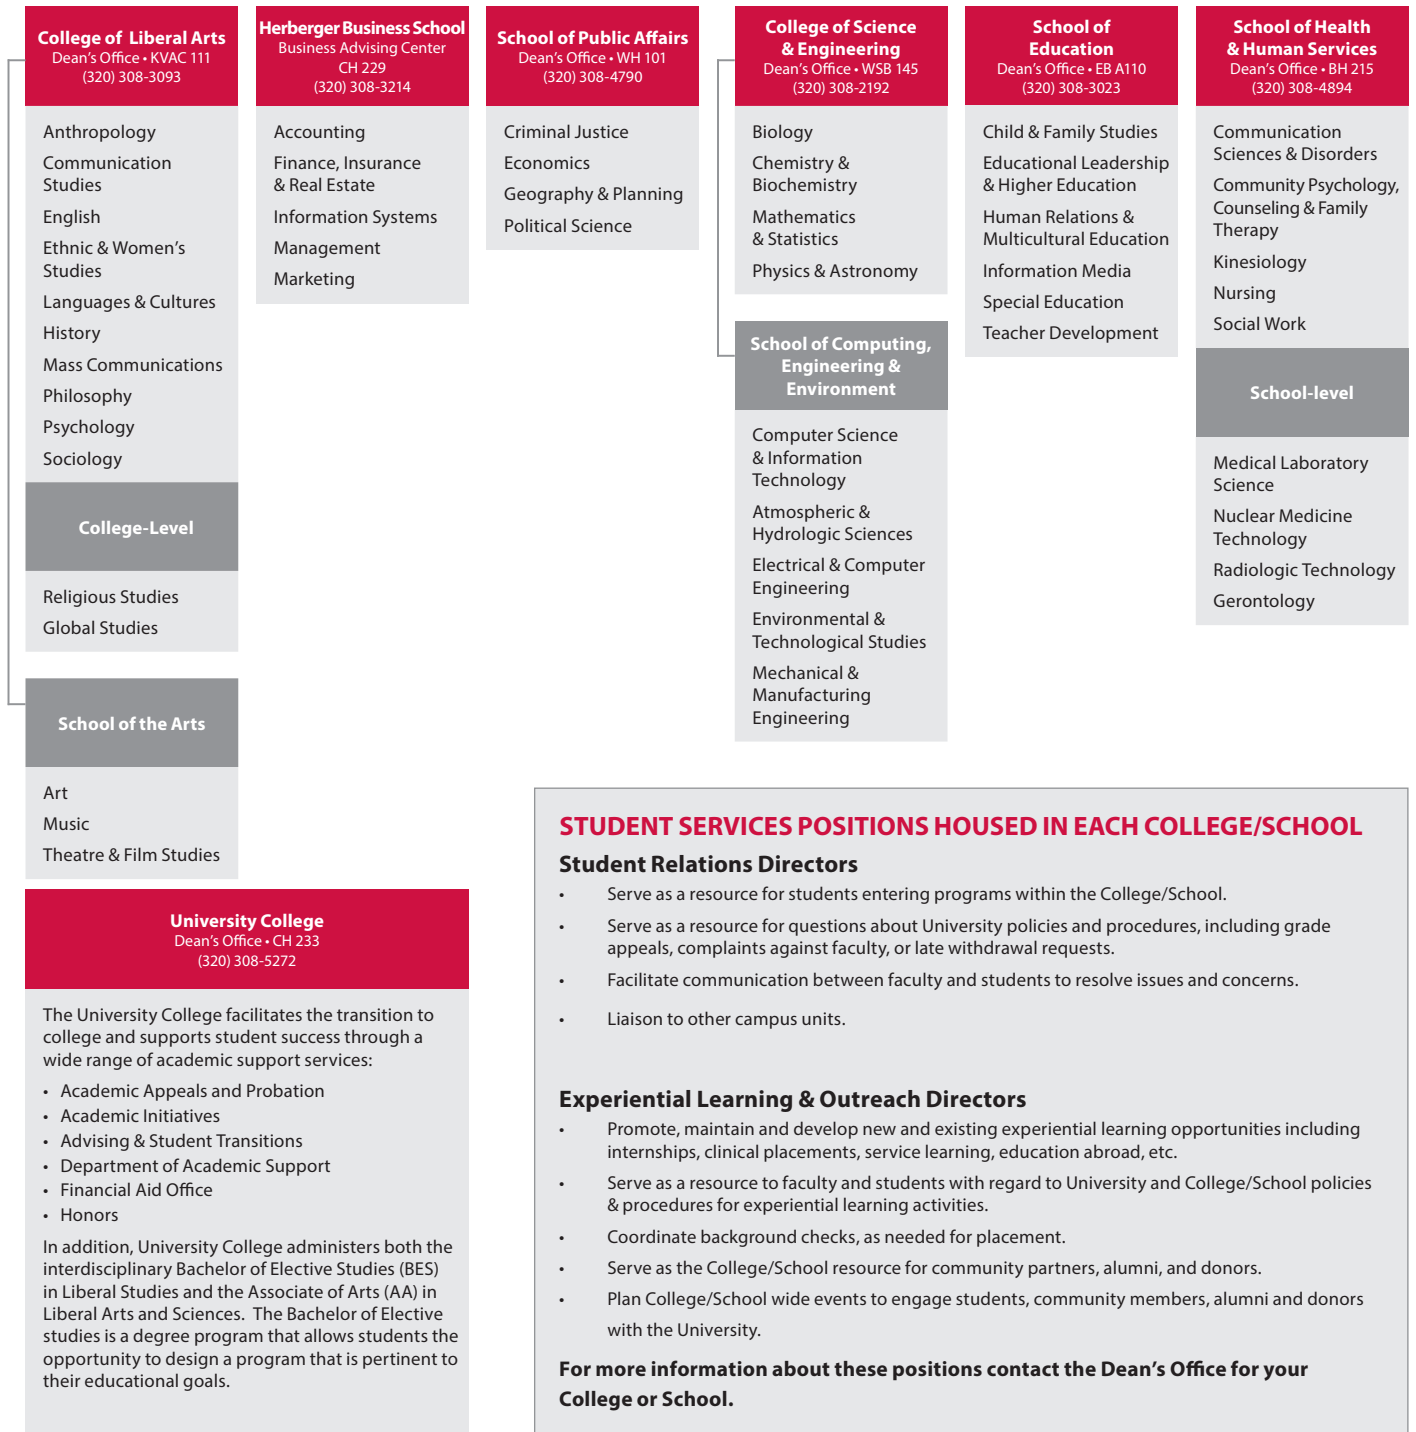 College of Liberal Arts
Dean's Office • KVAC 111
(320) 308-3093
Anthropology
Communication
Studies
English
Ethnic & Women's
Studies
Languages & Cultures
History
Mass Communications
Philosophy
Psychology
Sociology
College-Level
Religious Studies
Global Studies
School of the Arts
Art
Music
Theatre & Film Studies
Herberger Business School
Business Advising Center
CH 229
(320) 308-3214
Accounting
Finance, Insurance
& Real Estate
Information Systems
Management
Marketing
School of Public Affairs
Dean's Office • WH 101
(320) 308-4790
Criminal Justice
Economics
Geography & Planning
Political Science
College of Science
& Engineering
Dean's Office • WSB 145
(320) 308-2192
Biology
Chemistry &
Biochemistry
Mathematics
& Statistics
Physics & Astronomy
School of Computing,
Engineering &
Environment
Computer Science
& Information
Technology
Atmospheric &
Hydrologic Sciences
Electrical & Computer
Engineering
Environmental &
Technological Studies
Mechanical &
Manufacturing
Engineering
School of
Education
Dean's Office • EB A110
(320) 308-3023
Child & Family Studies
Educational Leadership
& Higher Education
Human Relations &
Multicultural Education
Information Media
Special Education
Teacher Development
School of Health
& Human Services
Dean's Office • BH 215
(320) 308-4894
Communication
Sciences & Disorders
Community Psychology,
Counseling & Family
Therapy
Kinesiology
Nursing
Social Work
School-level
Medical Laboratory
Science
Nuclear Medicine
Technology
Radiologic Technology
Gerontology
University College
Dean's Office • CH 233
(320) 308-5272
The University College facilitates the transition to
college and supports student success through a
wide range of academic support services:
• Academic Appeals and Probation
• Academic Initiatives
• Advising & Student Transitions
• Department of Academic Support
• Financial Aid Office
• Honors
In addition, University College administers both the
interdisciplinary Bachelor of Elective Studies (BES)
in Liberal Studies and the Associate of Arts (AA) in
Liberal Arts and Sciences. The Bachelor of Elective
studies is a degree program that allows students the
opportunity to design a program that is pertinent to
their educational goals.
STUDENT SERVICES POSITIONS HOUSED IN EACH COLLEGE/SCHOOL
Student Relations Directors
• Serve as a resource for students entering programs within the College/School.
• Serve as a resource for questions about University policies and procedures, including grade
appeals, complaints against faculty, or late withdrawal requests.
• Facilitate communication between faculty and students to resolve issues and concerns.
• Liaison to other campus units.
Experiential Learning & Outreach Directors
• Promote, maintain and develop new and existing experiential learning opportunities including
internships, clinical placements, service learning, education abroad, etc.
• Serve as a resource to faculty and students with regard to University and College/School policies
& procedures for experiential learning activities.
• Coordinate background checks, as needed for placement.
• Serve as the College/School resource for community partners, alumni, and donors.
• Plan College/School wide events to engage students, community members, alumni and donors
with the University.
For more information about these positions contact the Dean's Office for your
College or School.